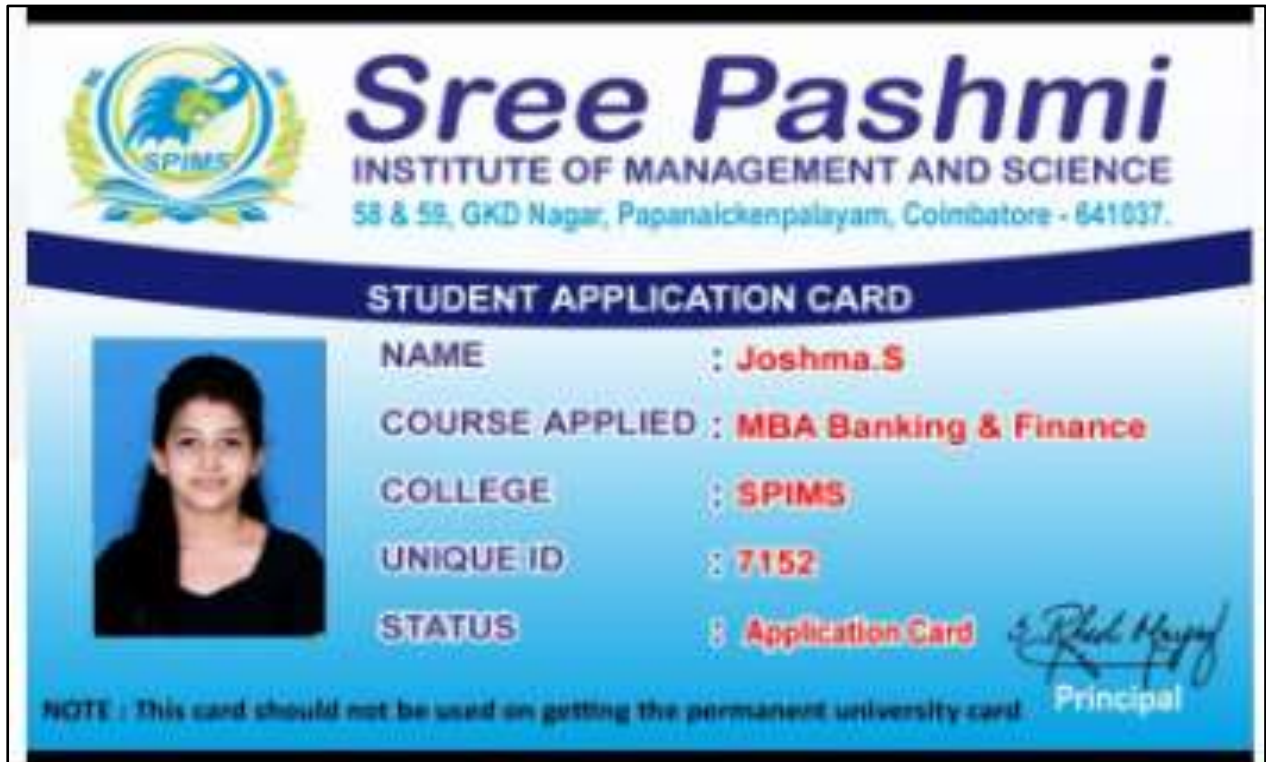 SPIMS
Sree Pashmi
INSTITUTE OF MANAGEMENT AND SCIENCE
58 & 59, GKD Nagar, Papanaickenpalayam, Coimbatore - 641037.
STUDENT APPLICATION CARD
NAME : Joshma.S
COURSE APPLIED : MBA Banking & Finance
COLLEGE : SPIMS
UNIQUE ID : 7152
STATUS : Application Card
Principal
NOTE : This card should not be used on getting the permanent university card